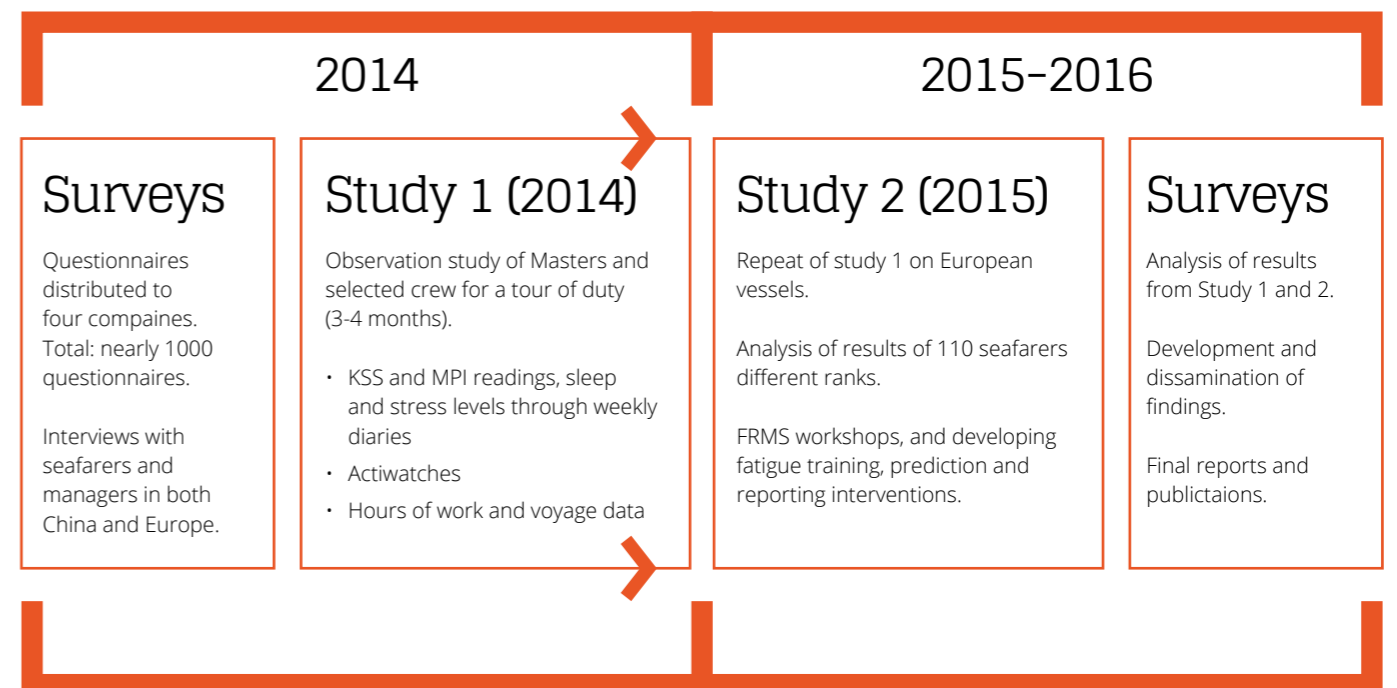 2014
2015–2016
Surveys
Questionnaires
distributed to
four compaines.
Total: nearly 1000
questionnaires.
Interviews with
seafarers and
managers in both
China and Europe.
Study 1 (2014)
Observation study of Masters and
selected crew for a tour of duty
(3-4 months).
• KSS and MPI readings, sleep
and stress levels through weekly
diaries
• Actiwatches
• Hours of work and voyage data
Study 2 (2015)
Repeat of study 1 on European
vessels.
Analysis of results of 110 seafarers
different ranks.
FRMS workshops, and developing
fatigue training, prediction and
reporting interventions.
Surveys
Analysis of results
from Study 1 and 2.
Development and
dissamination of
findings.
Final reports and
publictaions.